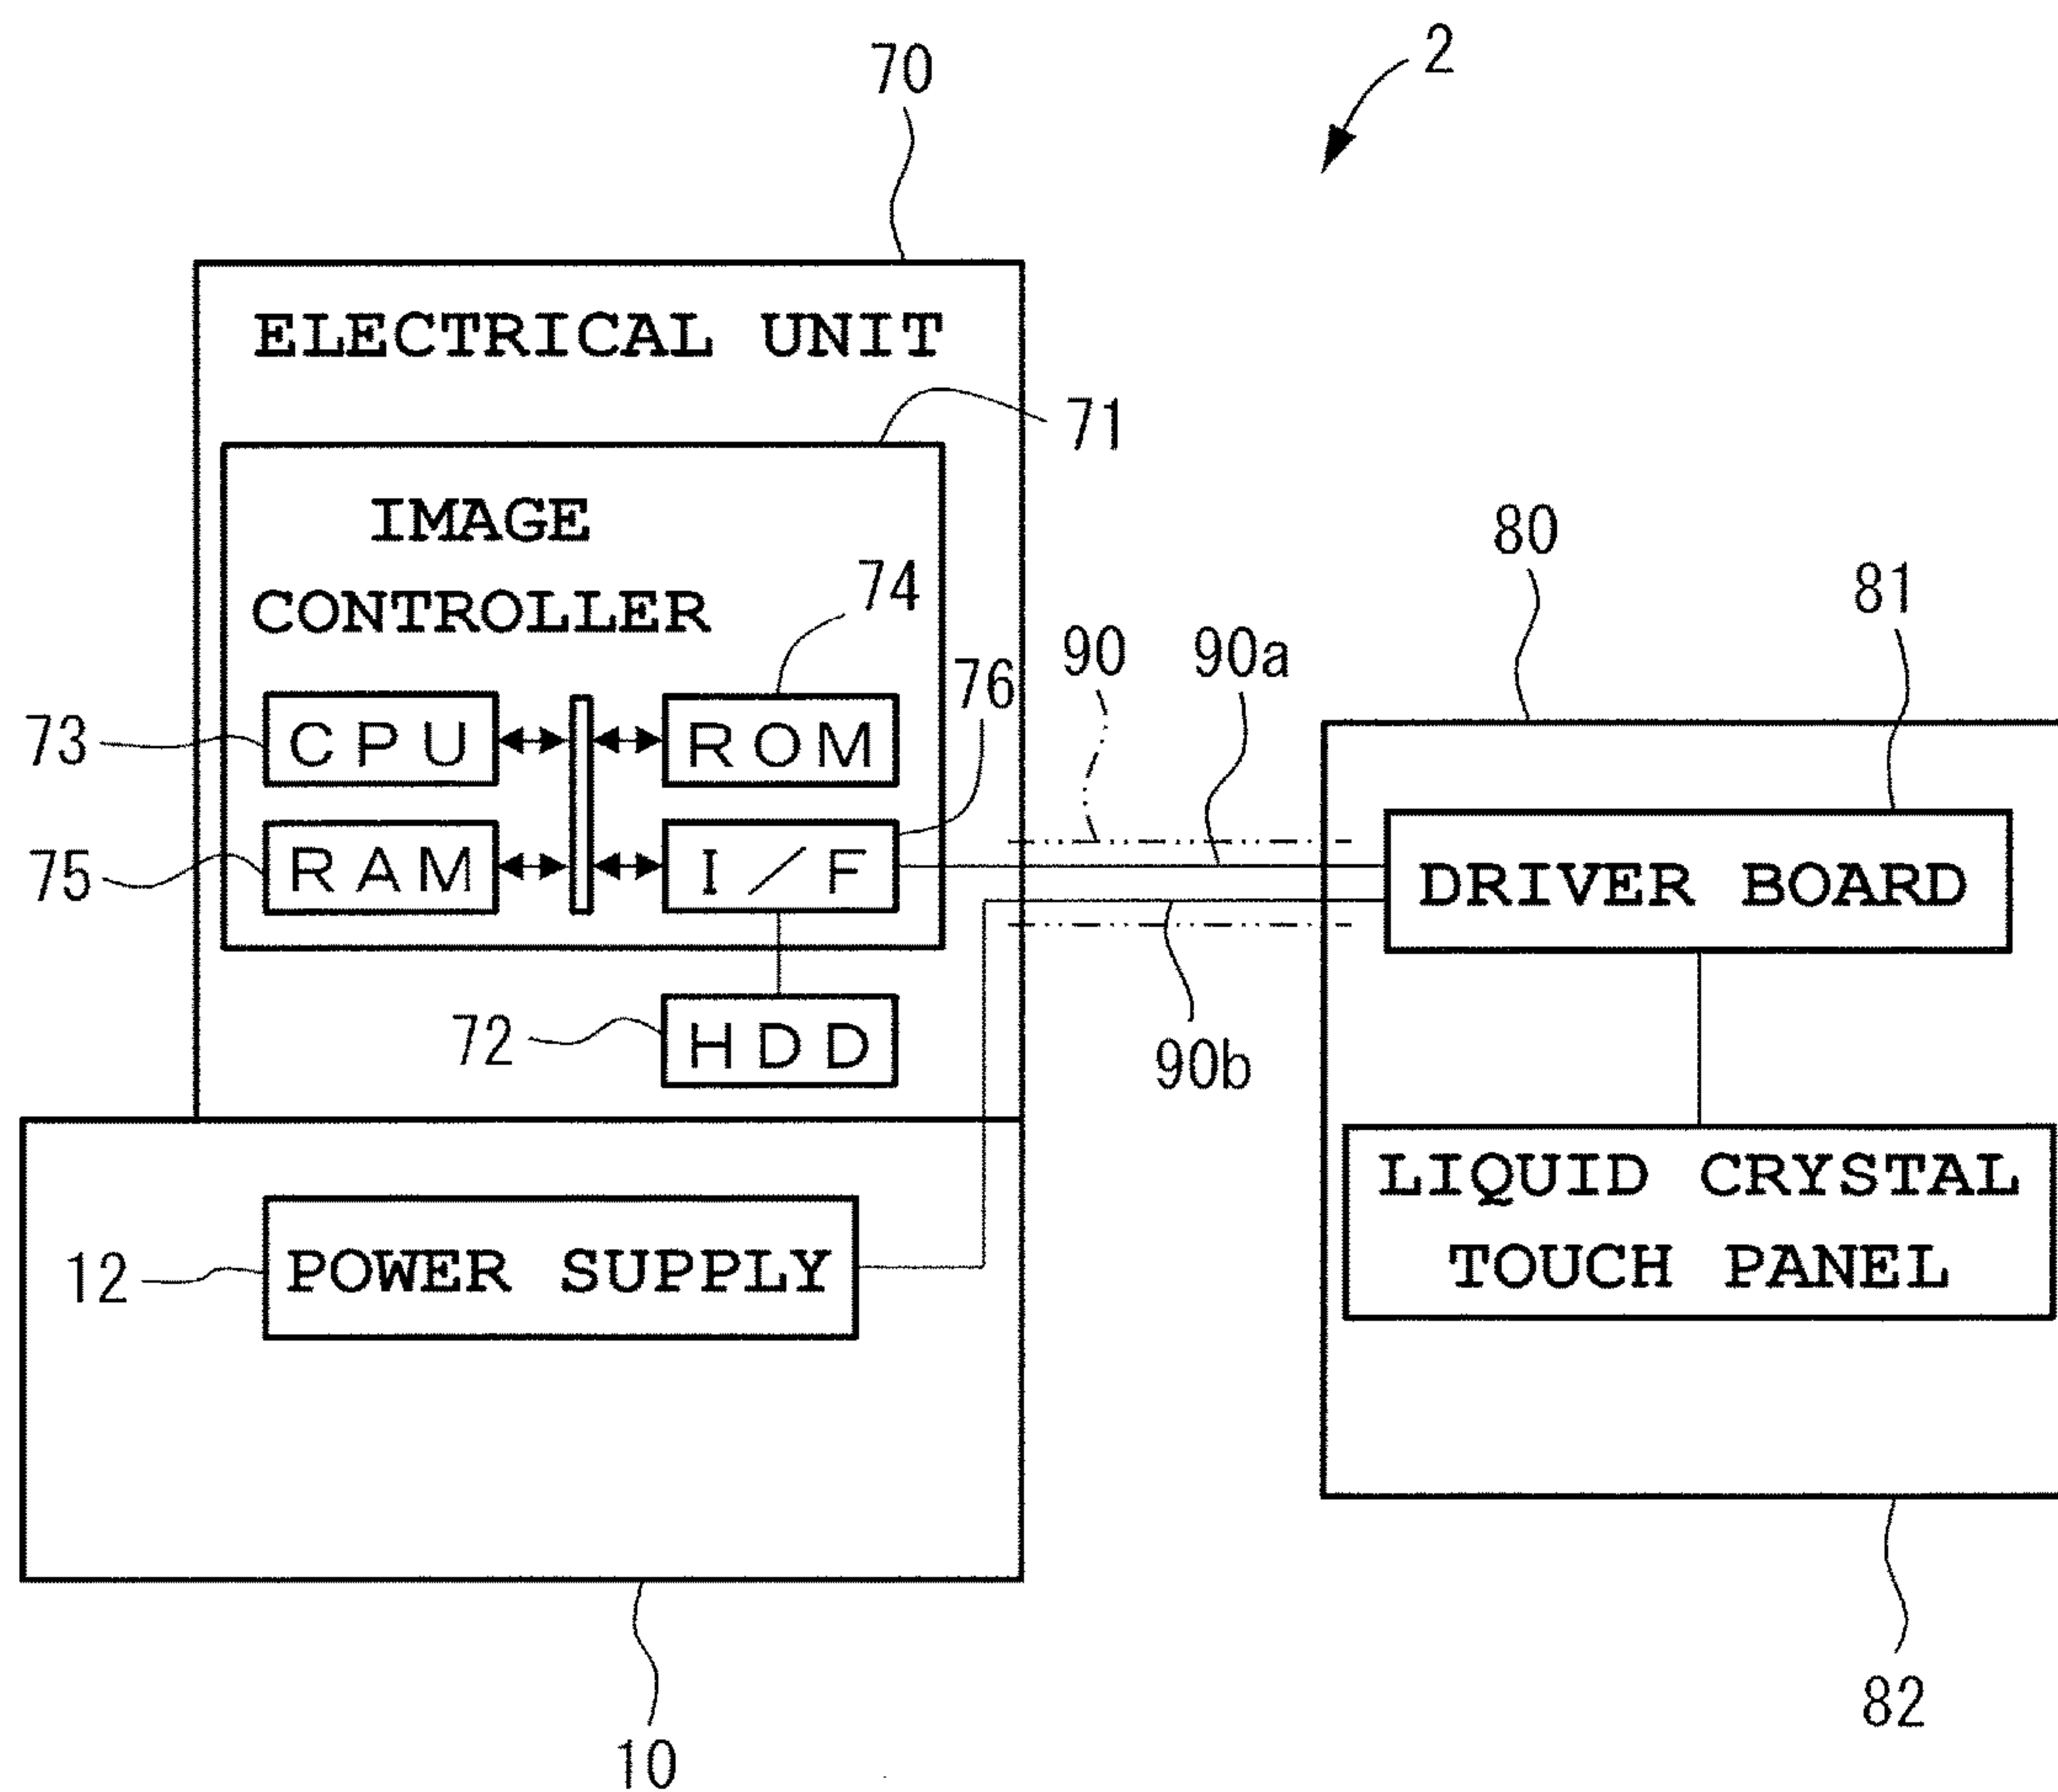 2
70
ELECTRICAL UNIT
71
IMAGE
CONTROLLER
74
76
73
CPU
ROM
75
RAM
I/F
72
HDD
90
90a
90b
80
81
DRIVER BOARD
LIQUID CRYSTAL
TOUCH PANEL
12
POWER SUPPLY
10
82